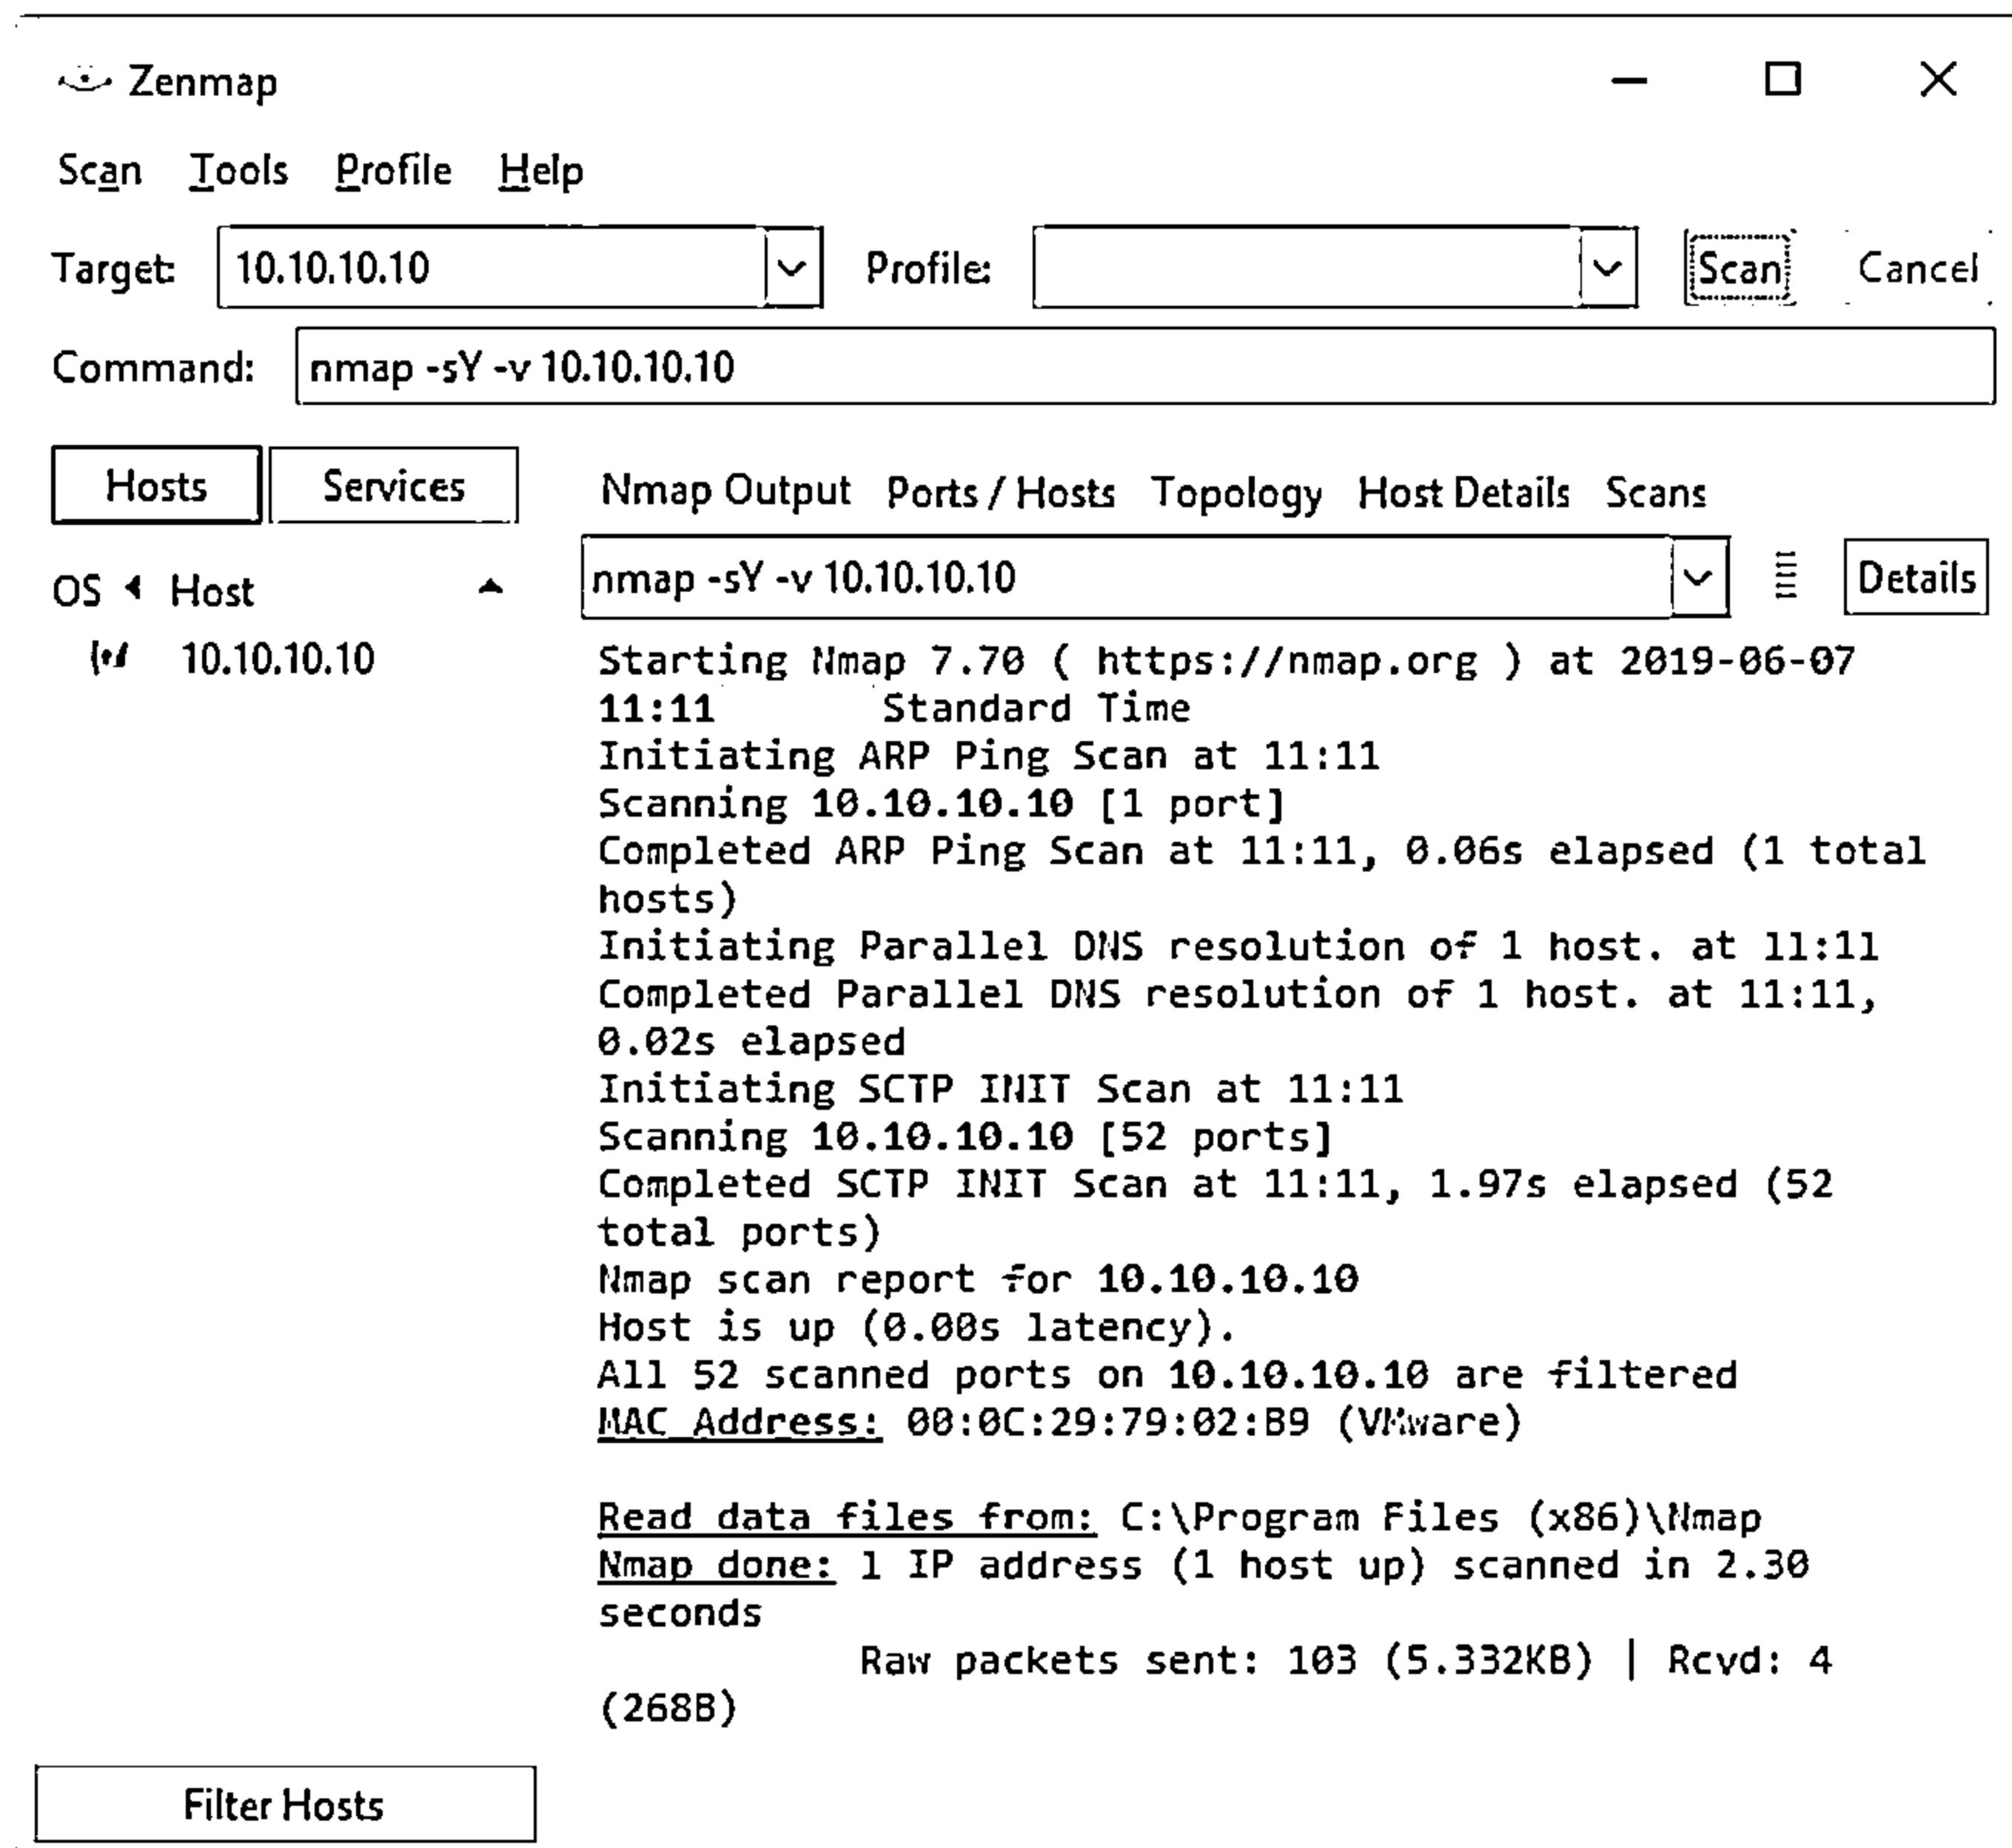 Zenmap
Scan Tools Profile Help
Target: 10.10.10.10 Profile: Scan Cancel
Command: nmap -sY -v 10.10.10.10
Hosts Services Nmap Output Ports / Hosts Topology Host Details Scans
OS Host nmap -sY -v 10.10.10.10 Details
10.10.10.10
Starting Nmap 7.70 ( https://nmap.org ) at 2019-06-07
11:11 Standard Time
Initiating ARP Ping Scan at 11:11
Scanning 10.10.10.10 [1 port]
Completed ARP Ping Scan at 11:11, 0.06s elapsed (1 total
hosts)
Initiating Parallel DNS resolution of 1 host. at 11:11
Completed Parallel DNS resolution of 1 host. at 11:11,
0.02s elapsed
Initiating SCTP INIT Scan at 11:11
Scanning 10.10.10.10 [52 ports]
Completed SCTP INIT Scan at 11:11, 1.97s elapsed (52
total ports)
Nmap scan report for 10.10.10.10
Host is up (0.00s latency).
All 52 scanned ports on 10.10.10.10 are filtered
MAC Address: 00:0C:29:79:02:B9 (VMware)
Read data files from: C:\Program Files (x86)\Nmap
Nmap done: 1 IP address (1 host up) scanned in 2.30
seconds
Raw packets sent: 103 (5.332KB) | Rcvd: 4
(268B)
Filter Hosts